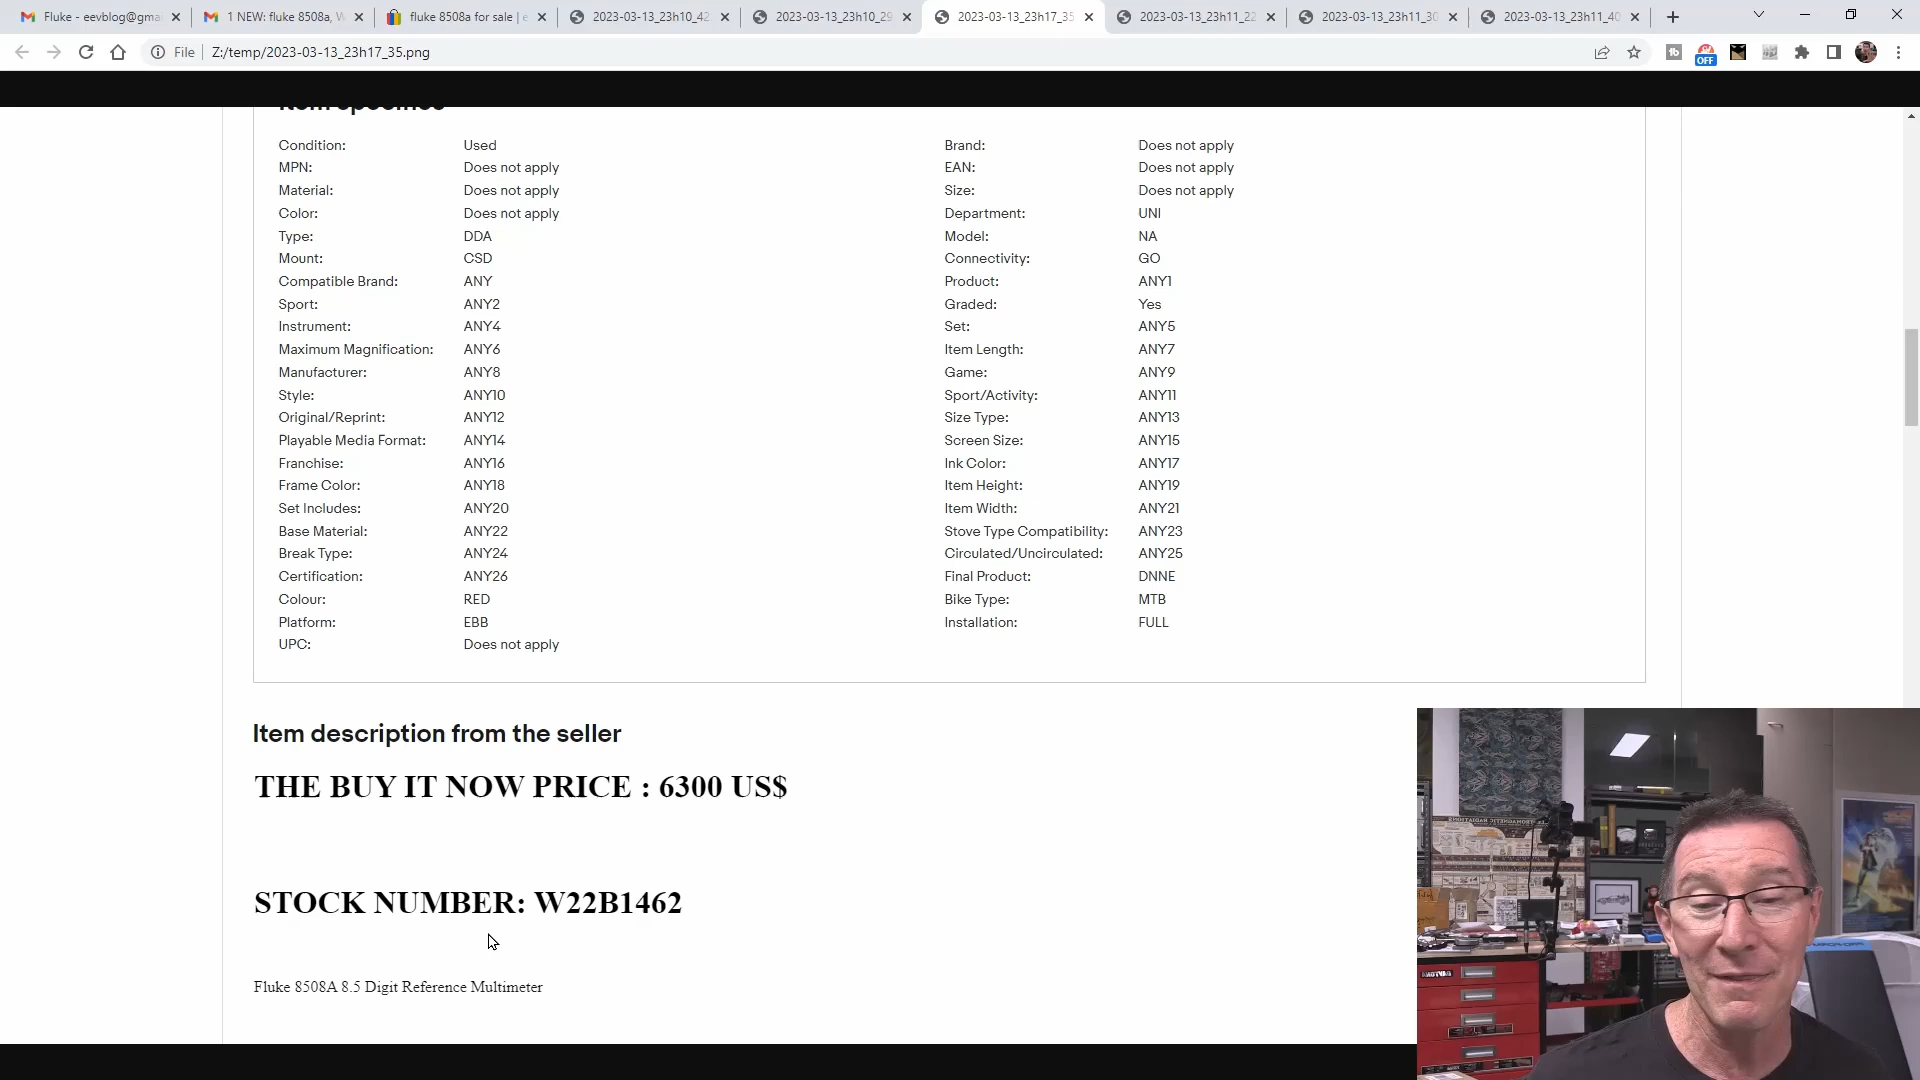 Fluke - eevblog@gma
1 NEW: fluke 8508a, W
fluke 8508a for sale | e
2023-03-13_23h10_42
2023-03-13_23h10_29
2023-03-13_23h17_35
2023-03-13_23h11_22
2023-03-13_23h11_30
2023-03-13_23h11_40
File
Z:/temp/2023-03-13_23h17_35.png
OFF
Item specifics
Condition: Used Brand: Does not apply
MPN: Does not apply EAN: Does not apply
Material: Does not apply Size: Does not apply
Color: Does not apply Department: UNI
Type: DDA Model: NA
Mount: CSD Connectivity: GO
Compatible Brand: ANY Product: ANY1
Sport: ANY2 Graded: Yes
Instrument: ANY4 Set: ANY5
Maximum Magnification: ANY6 Item Length: ANY7
Manufacturer: ANY8 Game: ANY9
Style: ANY10 Sport/Activity: ANY11
Original/Reprint: ANY12 Size Type: ANY13
Playable Media Format: ANY14 Screen Size: ANY15
Franchise: ANY16 Ink Color: ANY17
Frame Color: ANY18 Item Height: ANY19
Set Includes: ANY20 Item Width: ANY21
Base Material: ANY22 Stove Type Compatibility: ANY23
Break Type: ANY24 Circulated/Uncirculated: ANY25
Certification: ANY26 Final Product: DNNE
Colour: RED Bike Type: MTB
Platform: EBB Installation: FULL
UPC: Does not apply
Item description from the seller
THE BUY IT NOW PRICE : 6300 US$
STOCK NUMBER: W22B1462
Fluke 8508A 8.5 Digit Reference Multimeter